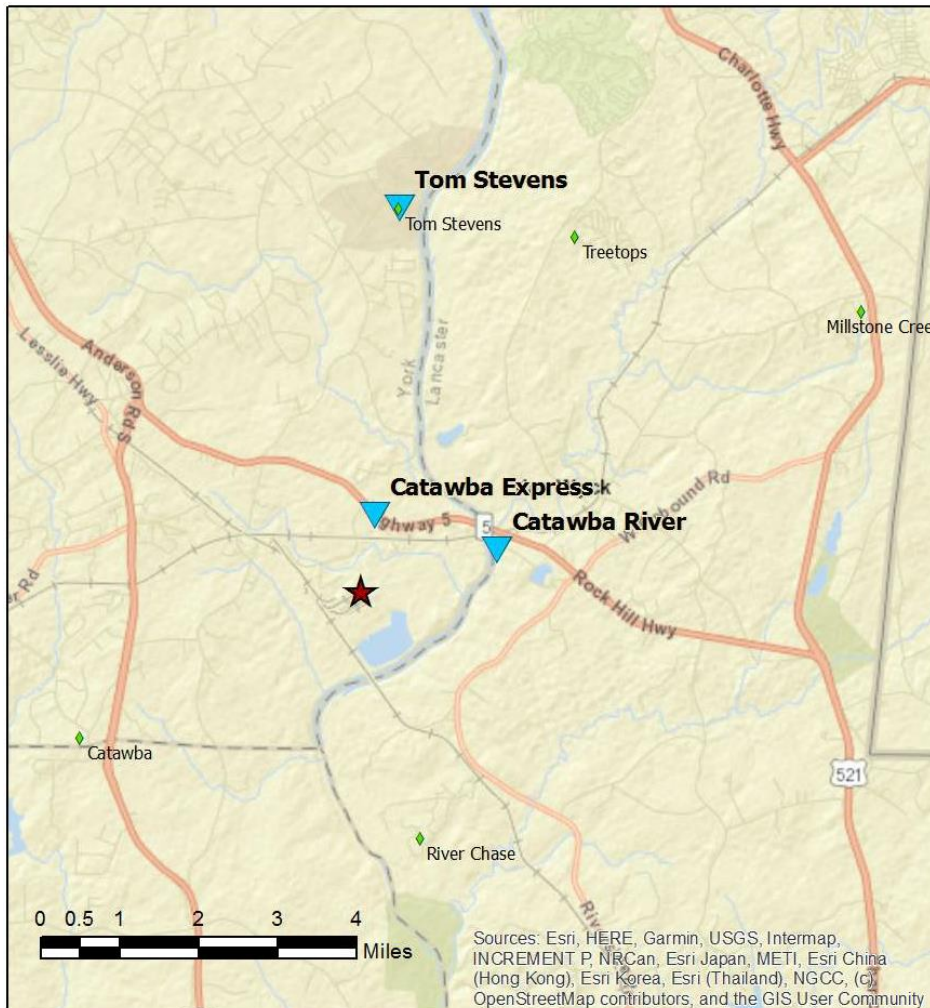 Charlotte Hwy
Tom Stevens
Tom Stevens
Treetops
Millstone Cree
Lesslie Hwy
Anderson Rd S
York
Lancaster
Catawba Express
ghway 5
5
Catawba River
Rock Hill Hwy
er Rd
Catawba
521
River Chase
0 0.5 1 2 3 4
Miles
Sources: Esri, HERE, Garmin, USGS, Intermap,
INCREMENT P, NRCan, Esri Japan, METI, Esri China
(Hong Kong), Esri Korea, Esri (Thailand), NGCC, (c)
OpenStreetMap contributors, and the GIS User Community